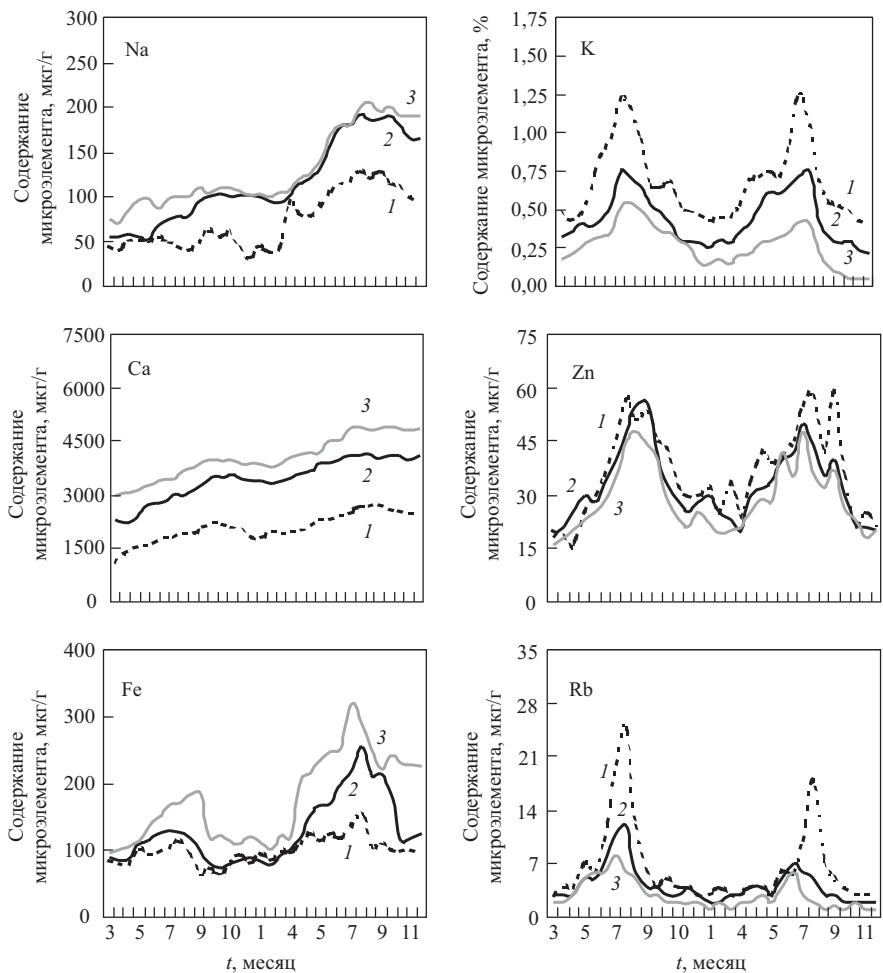 Содержание
микроэлемента, мкг/г
300
250
200
150
100
50
0
Na
3
2
1
Содержание микроэлемента, %
1,75
1,50
1,25
1,00
0,75
0,50
0,25
0,00
K
1
2
3
Содержание
микроэлемента, мкг/г
7500
6000
4500
3000
1500
0
Ca
3
2
1
Содержание
микроэлемента, мкг/г
75
60
45
30
15
0
Zn
1
2
3
Содержание
микроэлемента, мкг/г
400
300
200
100
0
Fe
3
2
1
3 5 7 9 10 1 4 5 7 9 11
t, месяц
Содержание
микроэлемента, мкг/г
35
28
21
14
7
0
Rb
1
2
3
3 5 7 9 10 1 4 5 7 9 11
t, месяц